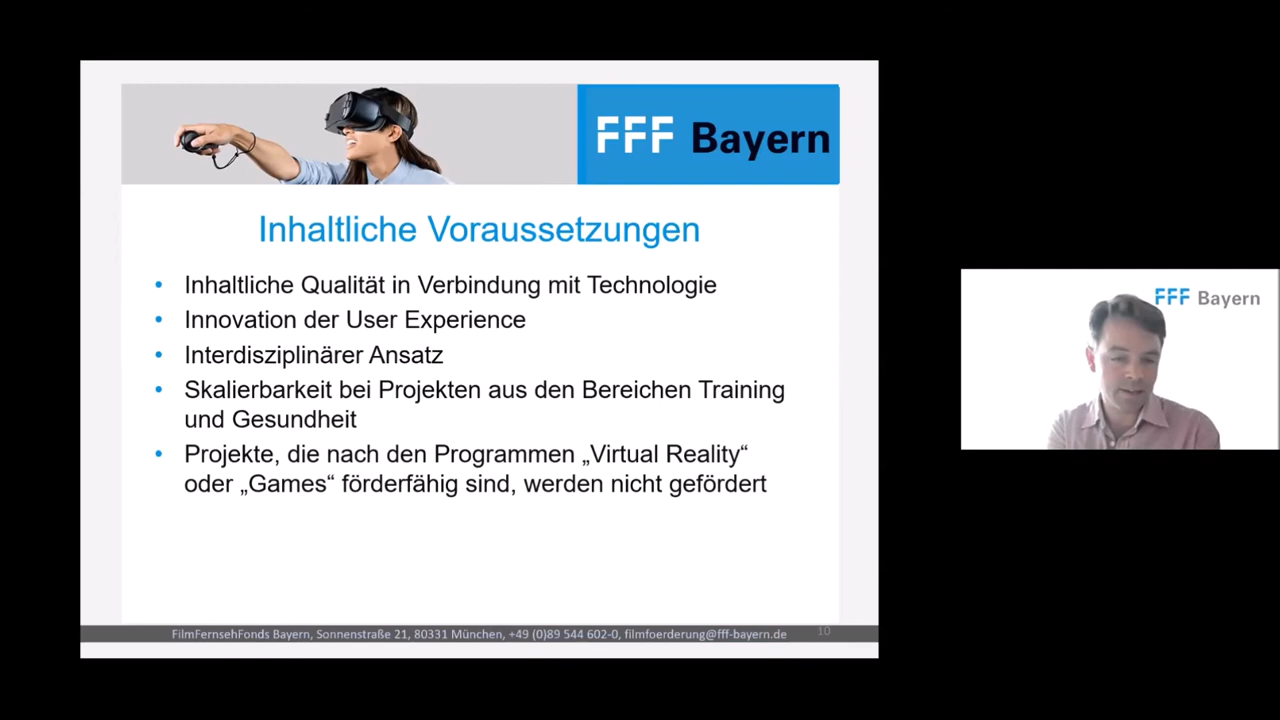 FFF Bayern
Inhaltliche Voraussetzungen
• Inhaltliche Qualität in Verbindung mit Technologie
• Innovation der User Experience
• Interdisziplinärer Ansatz
• Skalierbarkeit bei Projekten aus den Bereichen Training
und Gesundheit
• Projekte, die nach den Programmen „Virtual Reality“
oder „Games“ förderfähig sind, werden nicht gefördert
FilmFernsehFonds Bayern, Sonnenstraße 21, 80331 München, +49 (0)89 544 602-0, filmfoerderung@fff-bayern.de
10
FFF Bayern